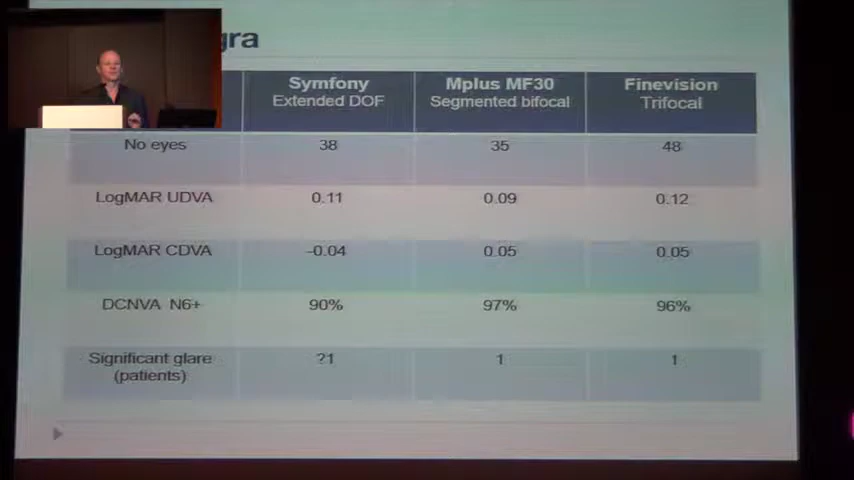 Symfony Mplus MF30 Finevision
Extended DOF Segmented bifocal Trifocal
No eyes 38 35 48
LogMAR UDVA 0.11 0.09 0.12
LogMAR CDVA -0.04 0.05 0.05
DCNVA N6+ 90% 97% 96%
Significant glare (patients) ?1 1 1